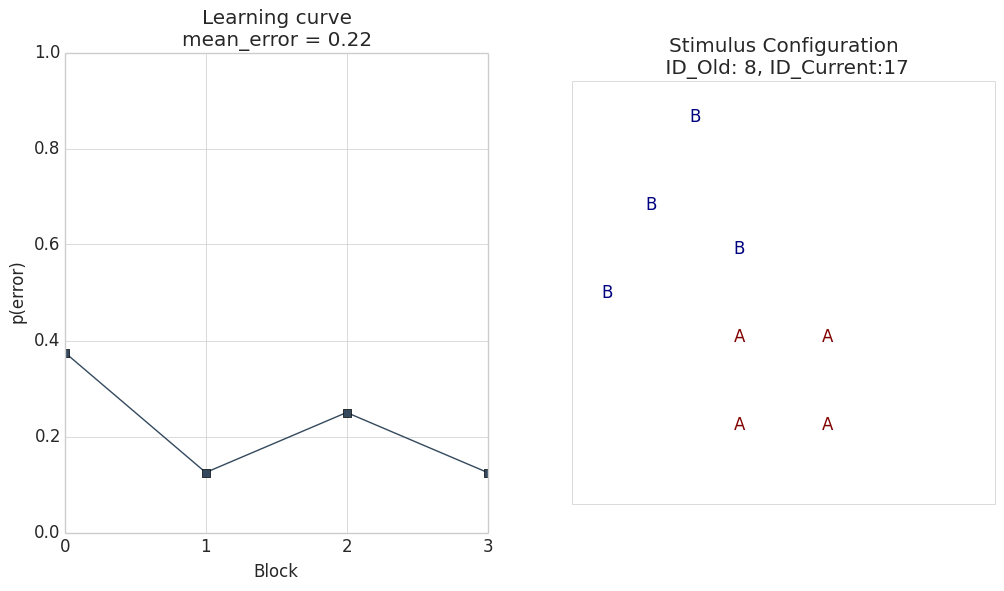 Learning curve
mean_error = 0.22
1.0
0.8
0.6
0.4
0.2
0.0
p(error)
0 1 2 3
Block
Stimulus Configuration
ID_Old: 8, ID_Current:17
B
B
B
B
A A
A A